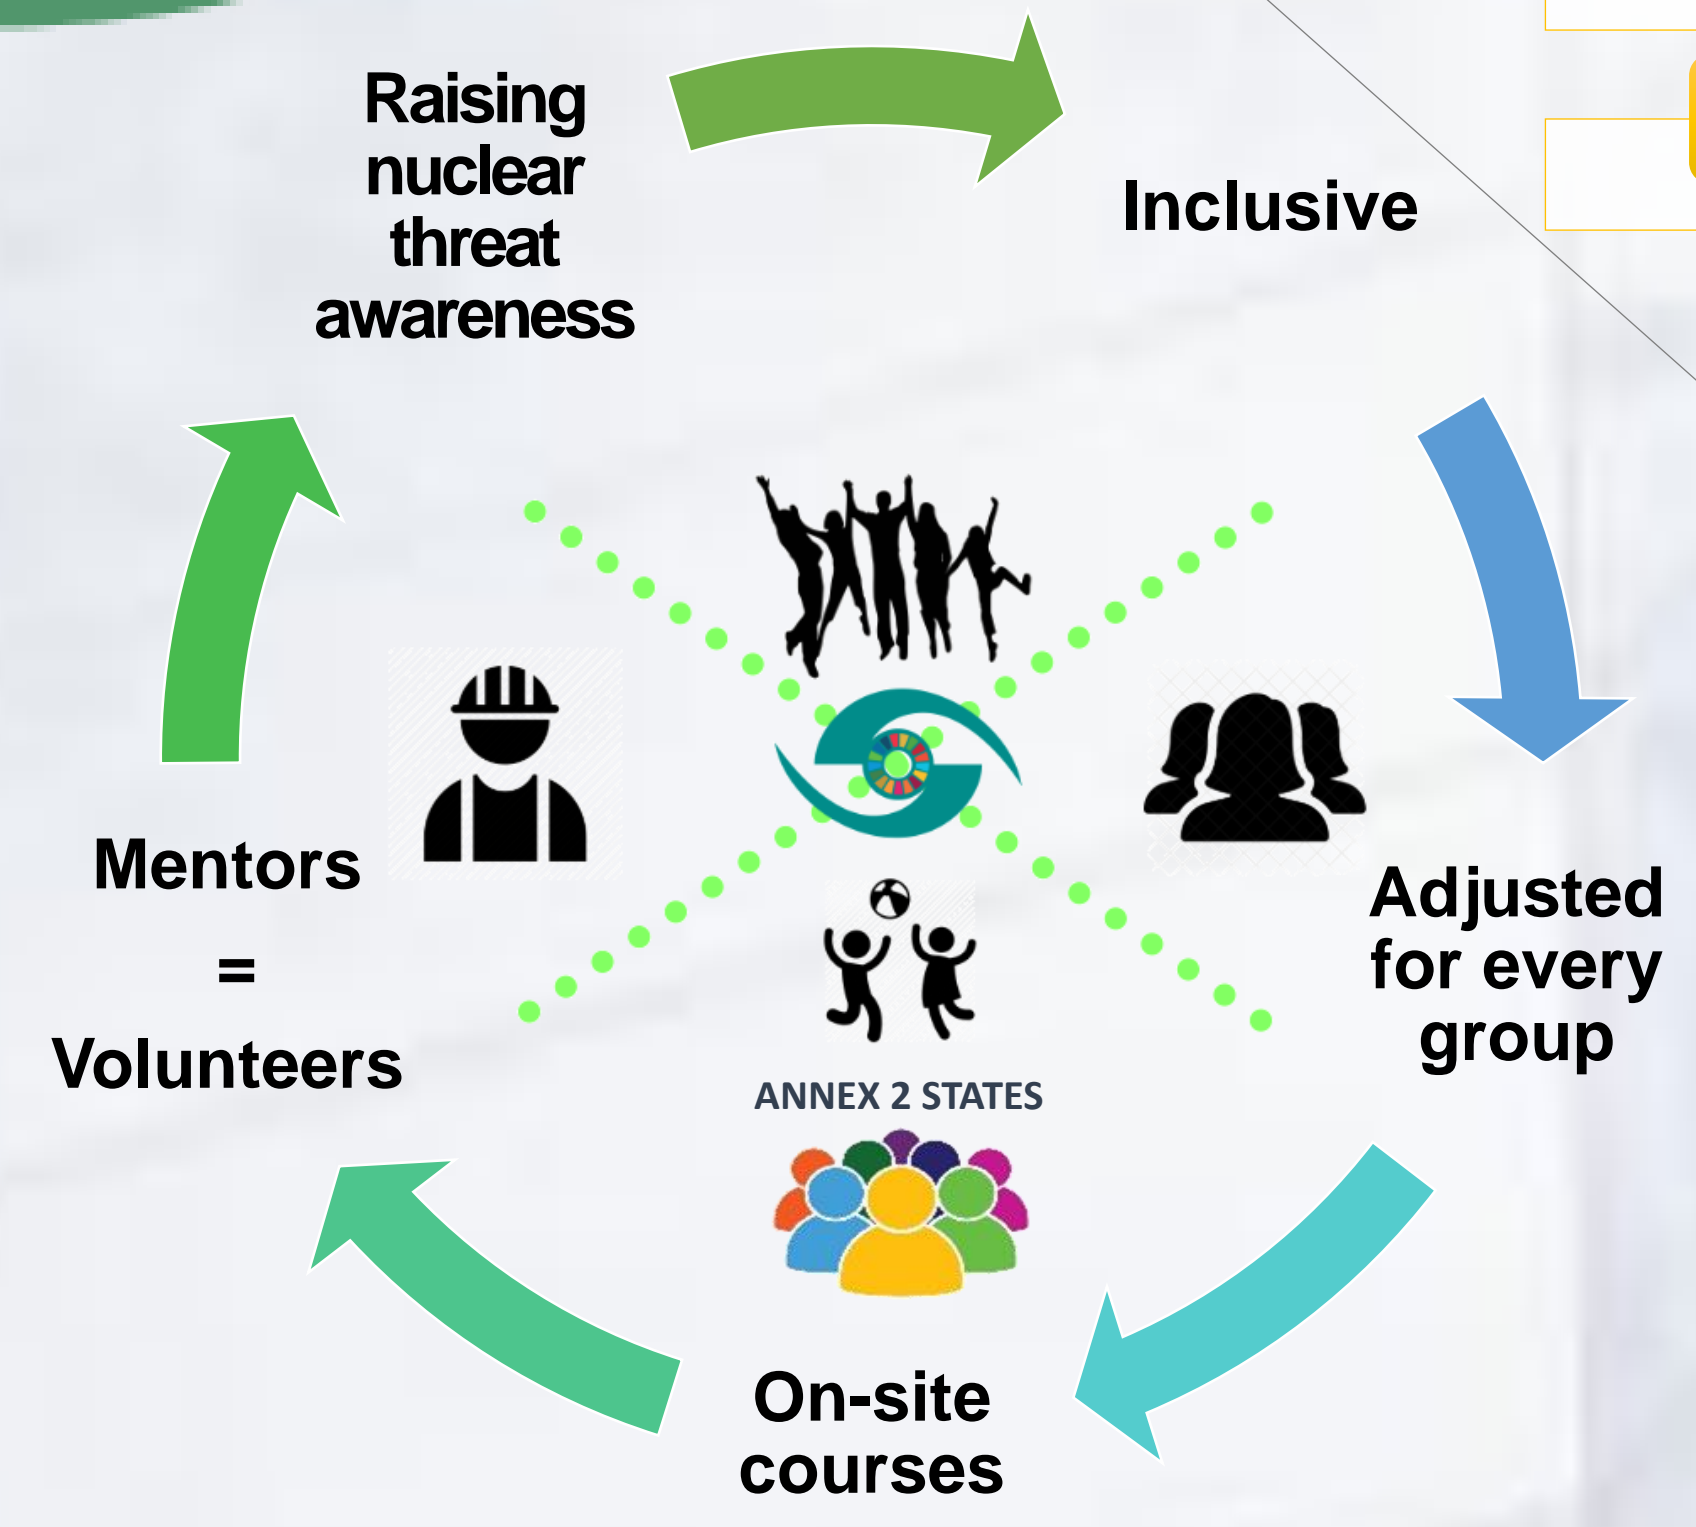 Raising
nuclear
threat
awareness
Inclusive
Adjusted
for every
group
On-site
courses
Mentors
=
Volunteers
ANNEX 2 STATES